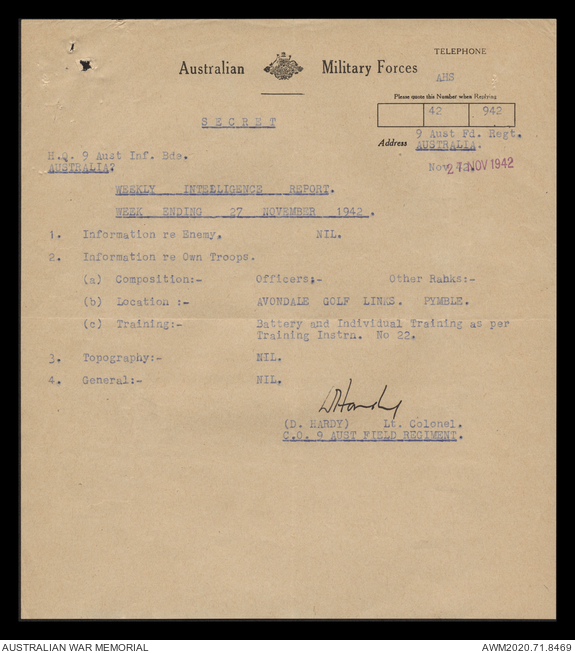 TELEPHONE
Australian Military Forces
AHS
Please quote this Number when Replying
42 942
SECRET
9 Aust Fd. Regt.
Address AUSTRALIA.
H.Q. 9 Aust Inf. Bde.
AUSTRALIA.
Nov 42.
27 NOV 1942
WEEKLY INTELLIGENCE REPORT.
WEEK ENDING 27 NOVEMBER 1942.
1. Information re Enemy. NIL.
2. Information re Own Troops.
(a) Composition:- Officers:- Other Ranks:-
(b) Location :- AVONDALE GOLF LINKS. PYMBLE.
(c) Training:- Battery and Individual Training as per
Training Instrn. No 22.
3. Topography:- NIL.
4. General:- NIL.
DHardy
(D. HARDY) Lt. Colonel.
C.O. 9 AUST FIELD REGIMENT.
AUSTRALIAN WAR MEMORIAL AWM2020.71.8469